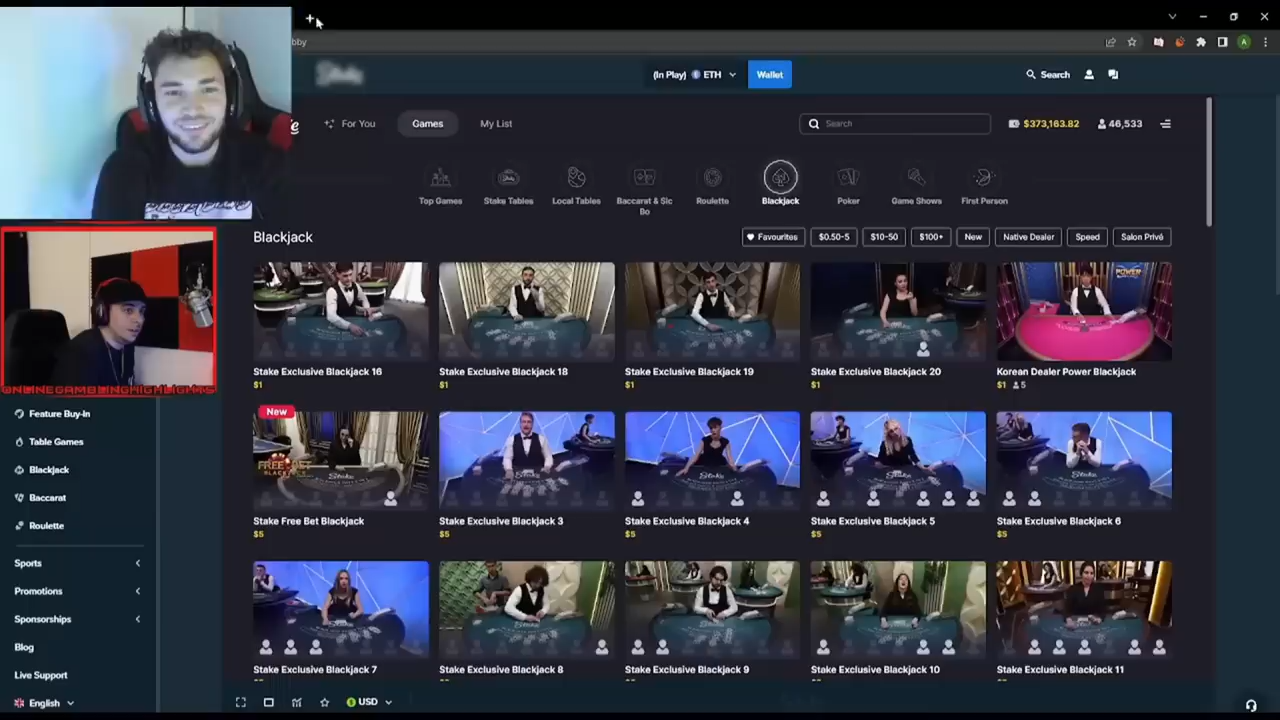 bby
(In Play) ETH
Wallet
Search
For You
Games
My List
Search
$373,163.82
46,533
Top Games
Stake Tables
Local Tables
Baccarat & Sic Bo
Roulette
Blackjack
Poker
Game Shows
First Person
Blackjack
Favourites
$0.50-5
$10-50
$100+
New
Native Dealer
Speed
Salon Privé
POWER
Stake Exclusive Blackjack 16
Stake Exclusive Blackjack 18
Stake Exclusive Blackjack 19
Stake Exclusive Blackjack 20
Korean Dealer Power Blackjack
$1
$1
$1
$1
$1 5
ONLINEGAMBLINGHIGHLIGHTS
New
FREE BET
Stake Free Bet Blackjack
Stake Exclusive Blackjack 3
Stake Exclusive Blackjack 4
Stake Exclusive Blackjack 5
Stake Exclusive Blackjack 6
$5
$5
$5
$5
$5
Stake Exclusive Blackjack 7
Stake Exclusive Blackjack 8
Stake Exclusive Blackjack 9
Stake Exclusive Blackjack 10
Stake Exclusive Blackjack 11
Feature Buy-In
Table Games
Blackjack
Baccarat
Roulette
Sports
Promotions
Sponsorships
Blog
Live Support
English
USD